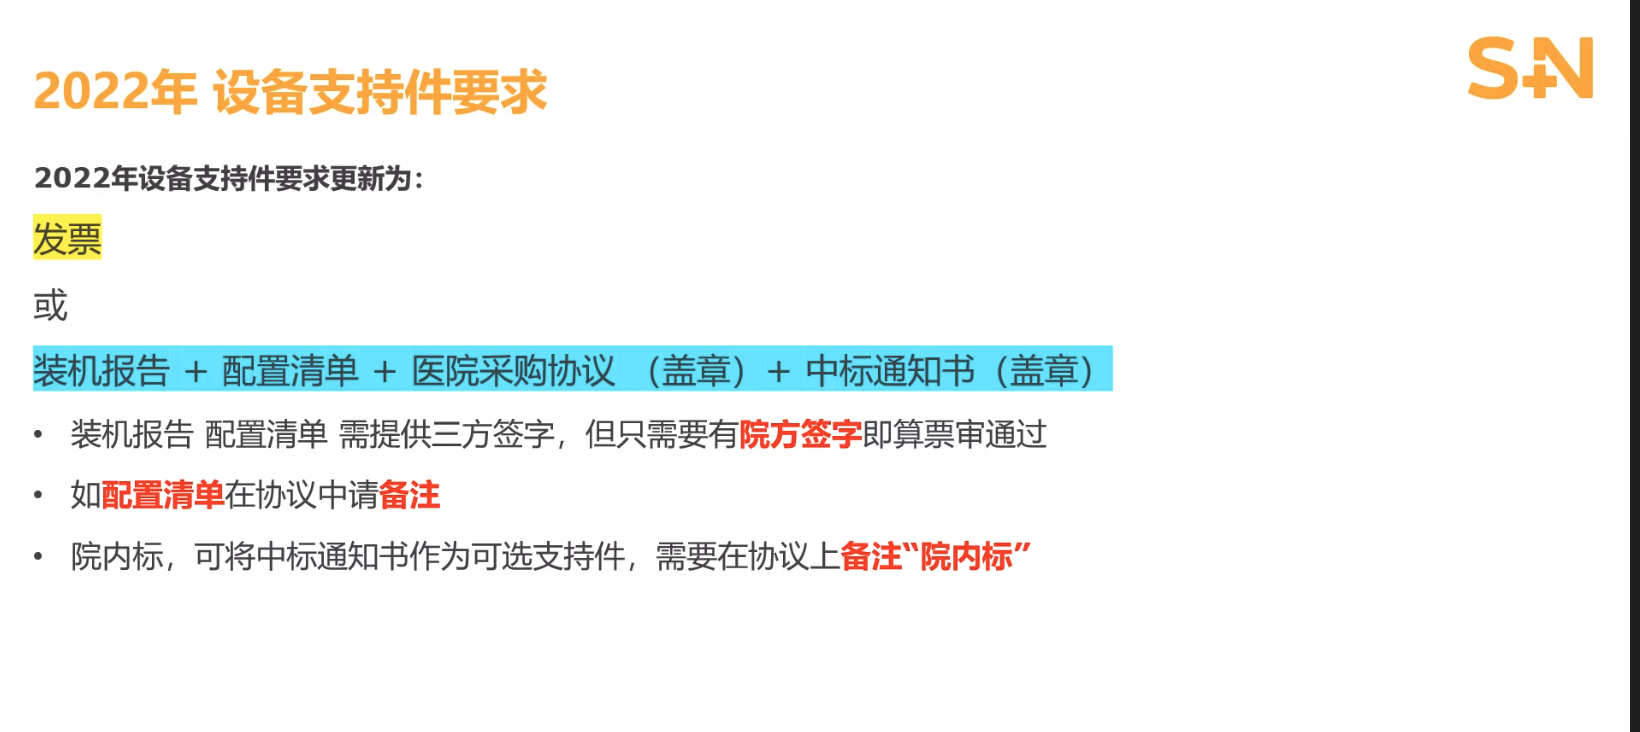 S+N
2022年 设备支持件要求
2022年设备支持件要求更新为：
发票
或
装机报告 + 配置清单 + 医院采购协议 （盖章）+ 中标通知书（盖章）
• 装机报告 配置清单 需提供三方签字，但只需要有院方签字即算票审通过
• 如配置清单在协议中请备注
• 院内标，可将中标通知书作为可选支持件，需要在协议上备注“院内标”